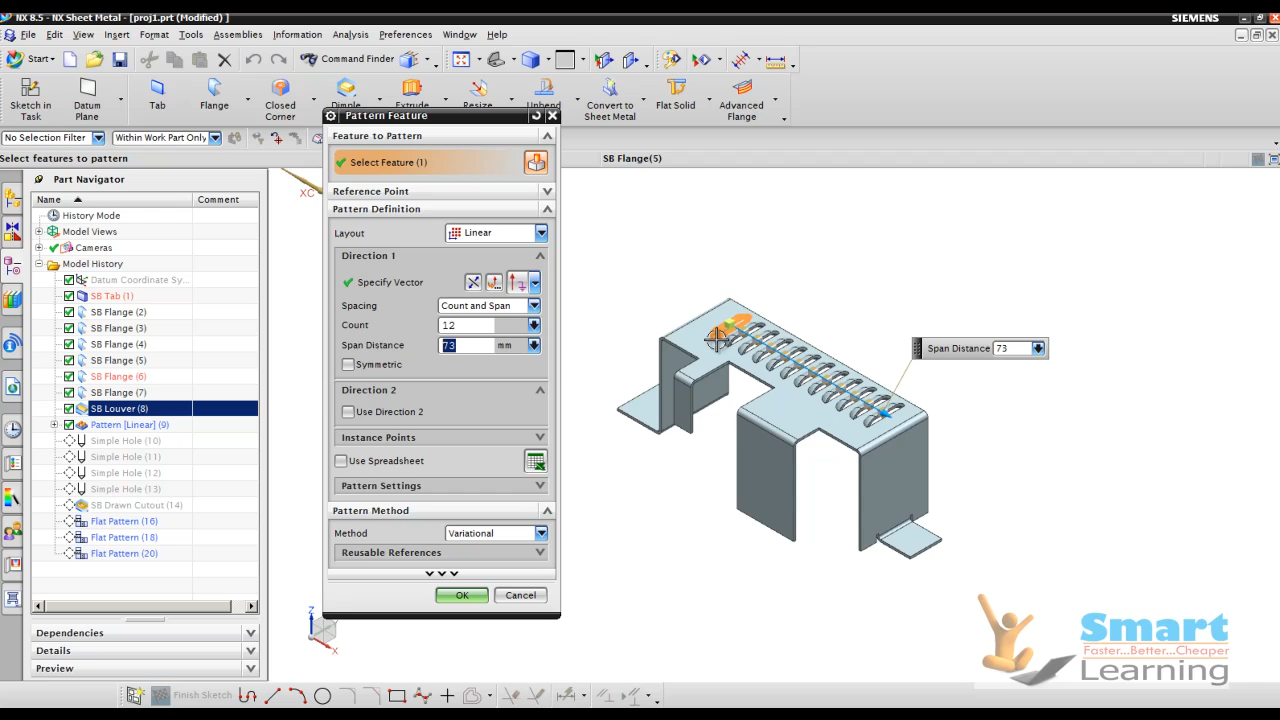 NX 8.5 - NX Sheet Metal - [proj1.prt (Modified) ]
SIEMENS
File Edit View Insert Format Tools Assemblies Information Analysis Preferences Window Help
Start
Command Finder
Sketch in Task
Datum Plane
Tab
Flange
Closed Corner
Dimple
Extrude
Resize
Unbend
Convert to Sheet Metal
Flat Solid
Advanced Flange
No Selection Filter
Within Work Part Only
Select features to pattern
SB Flange(5)
Part Navigator
Name
Comment
History Mode
Model Views
Cameras
Model History
Datum Coordinate Sy...
SB Tab (1)
SB Flange (2)
SB Flange (3)
SB Flange (4)
SB Flange (5)
SB Flange (6)
SB Flange (7)
SB Louver (8)
Pattern [Linear] (9)
Simple Hole (10)
Simple Hole (11)
Simple Hole (12)
Simple Hole (13)
SB Drawn Cutout (14)
Flat Pattern (16)
Flat Pattern (18)
Flat Pattern (20)
Dependencies
Details
Preview
Pattern Feature
Feature to Pattern
Select Feature (1)
Reference Point
Pattern Definition
Layout Linear
Direction 1
Specify Vector
Spacing Count and Span
Count 12
Span Distance 73 mm
Symmetric
Direction 2
Use Direction 2
Instance Points
Use Spreadsheet
Pattern Settings
Pattern Method
Method Variational
Reusable References
OK Cancel
XC
Span Distance 73
Z
X
Finish Sketch
Smart
Faster...Better...Cheaper
Learning